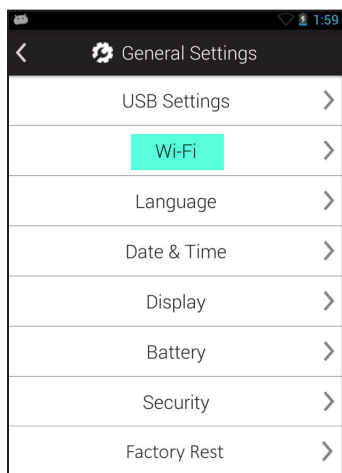 1:59
General Settings
USB Settings
Wi-Fi
Language
Date & Time
Display
Battery
Security
Factory Rest